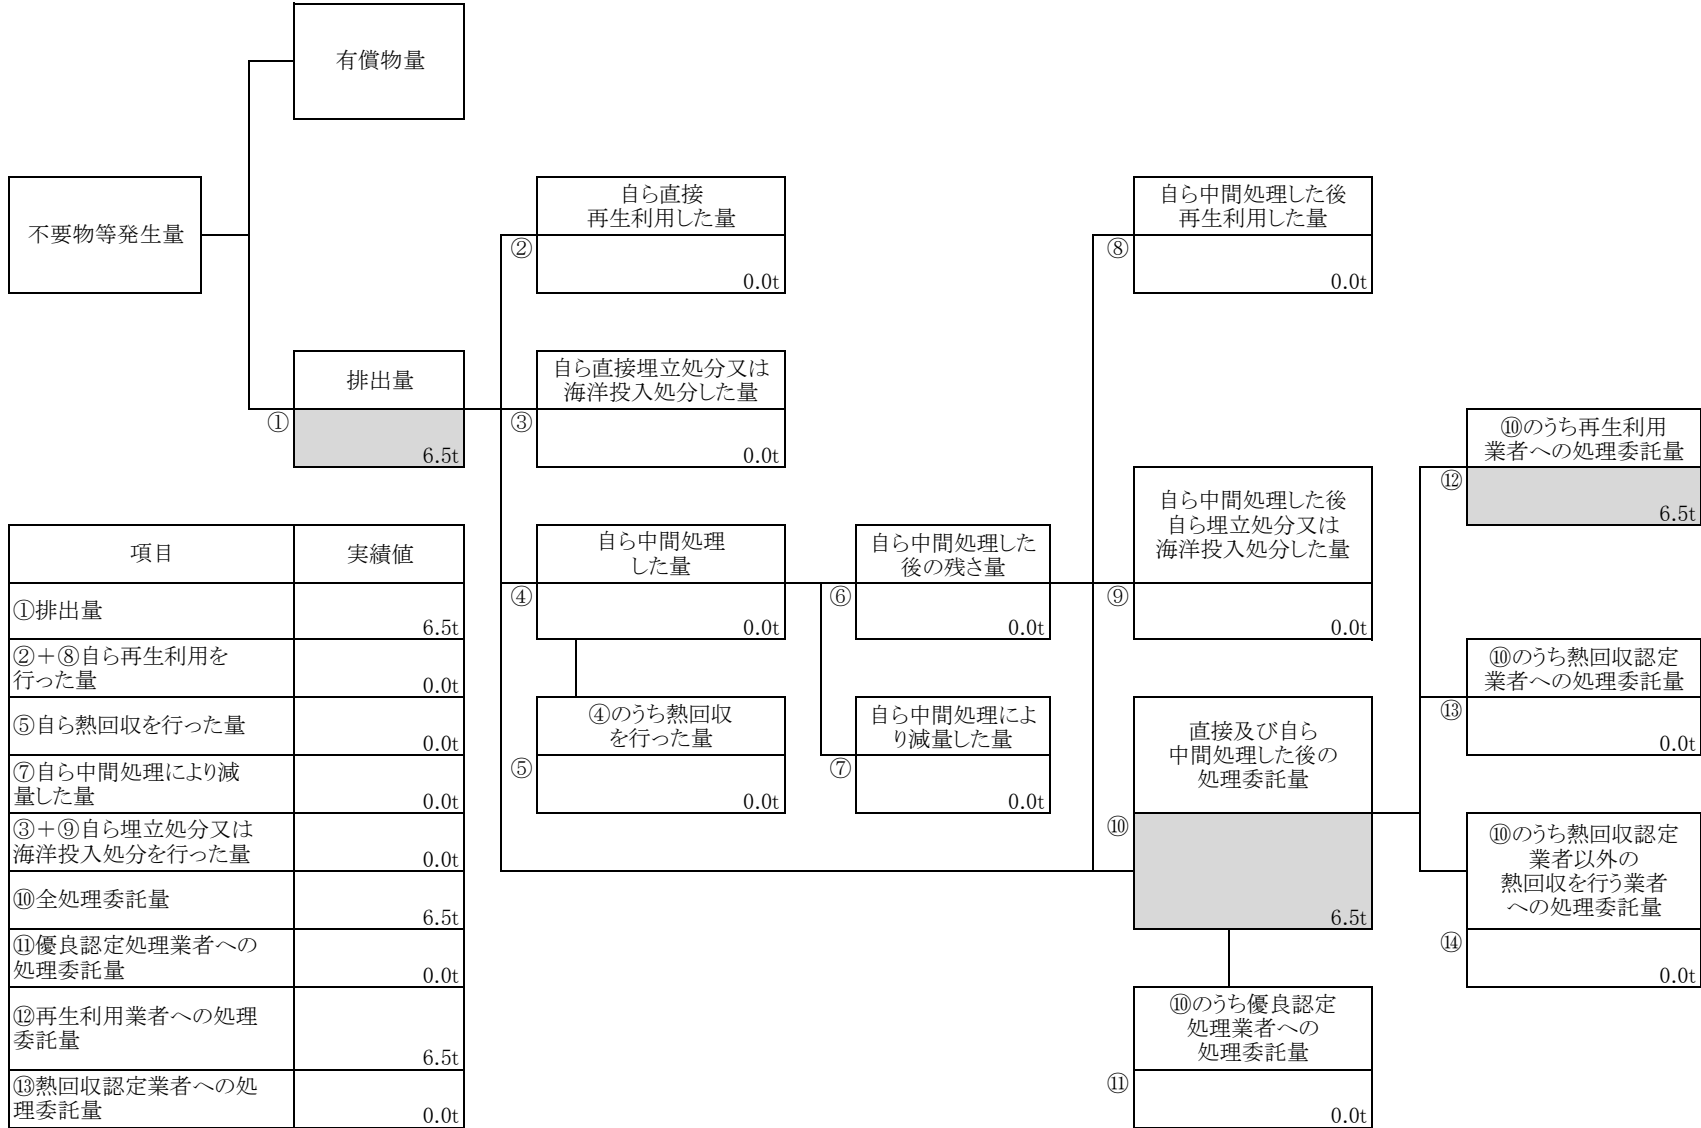 有償物量
不要物等発生量
排出量
①
6.5t
自ら直接
再生利用した量
②
0.0t
自ら直接埋立処分又は
海洋投入処分した量
③
0.0t
自ら中間処理
した量
④
0.0t
④のうち熱回収
を行った量
⑤
0.0t
自ら中間処理した
後の残さ量
⑥
0.0t
自ら中間処理によ
り減量した量
⑦
0.0t
自ら中間処理した後
再生利用した量
⑧
0.0t
自ら中間処理した後
自ら埋立処分又は
海洋投入処分した量
⑨
0.0t
直接及び自ら
中間処理した後の
処理委託量
⑩
6.5t
⑩のうち優良認定
処理業者への
処理委託量
⑪
0.0t
⑩のうち再生利用
業者への処理委託量
⑫
6.5t
⑩のうち熱回収認定
業者への処理委託量
⑬
0.0t
⑩のうち熱回収認定
業者以外の
熱回収を行う業者
への処理委託量
⑭
0.0t
項目
実績値
①排出量
6.5t
②＋⑧自ら再生利用を
行った量
0.0t
⑤自ら熱回収を行った量
0.0t
⑦自ら中間処理により減
量した量
0.0t
③＋⑨自ら埋立処分又は
海洋投入処分を行った量
0.0t
⑩全処理委託量
6.5t
⑪優良認定処理業者への
処理委託量
0.0t
⑫再生利用業者への処理
委託量
6.5t
⑬熱回収認定業者への処
理委託量
0.0t